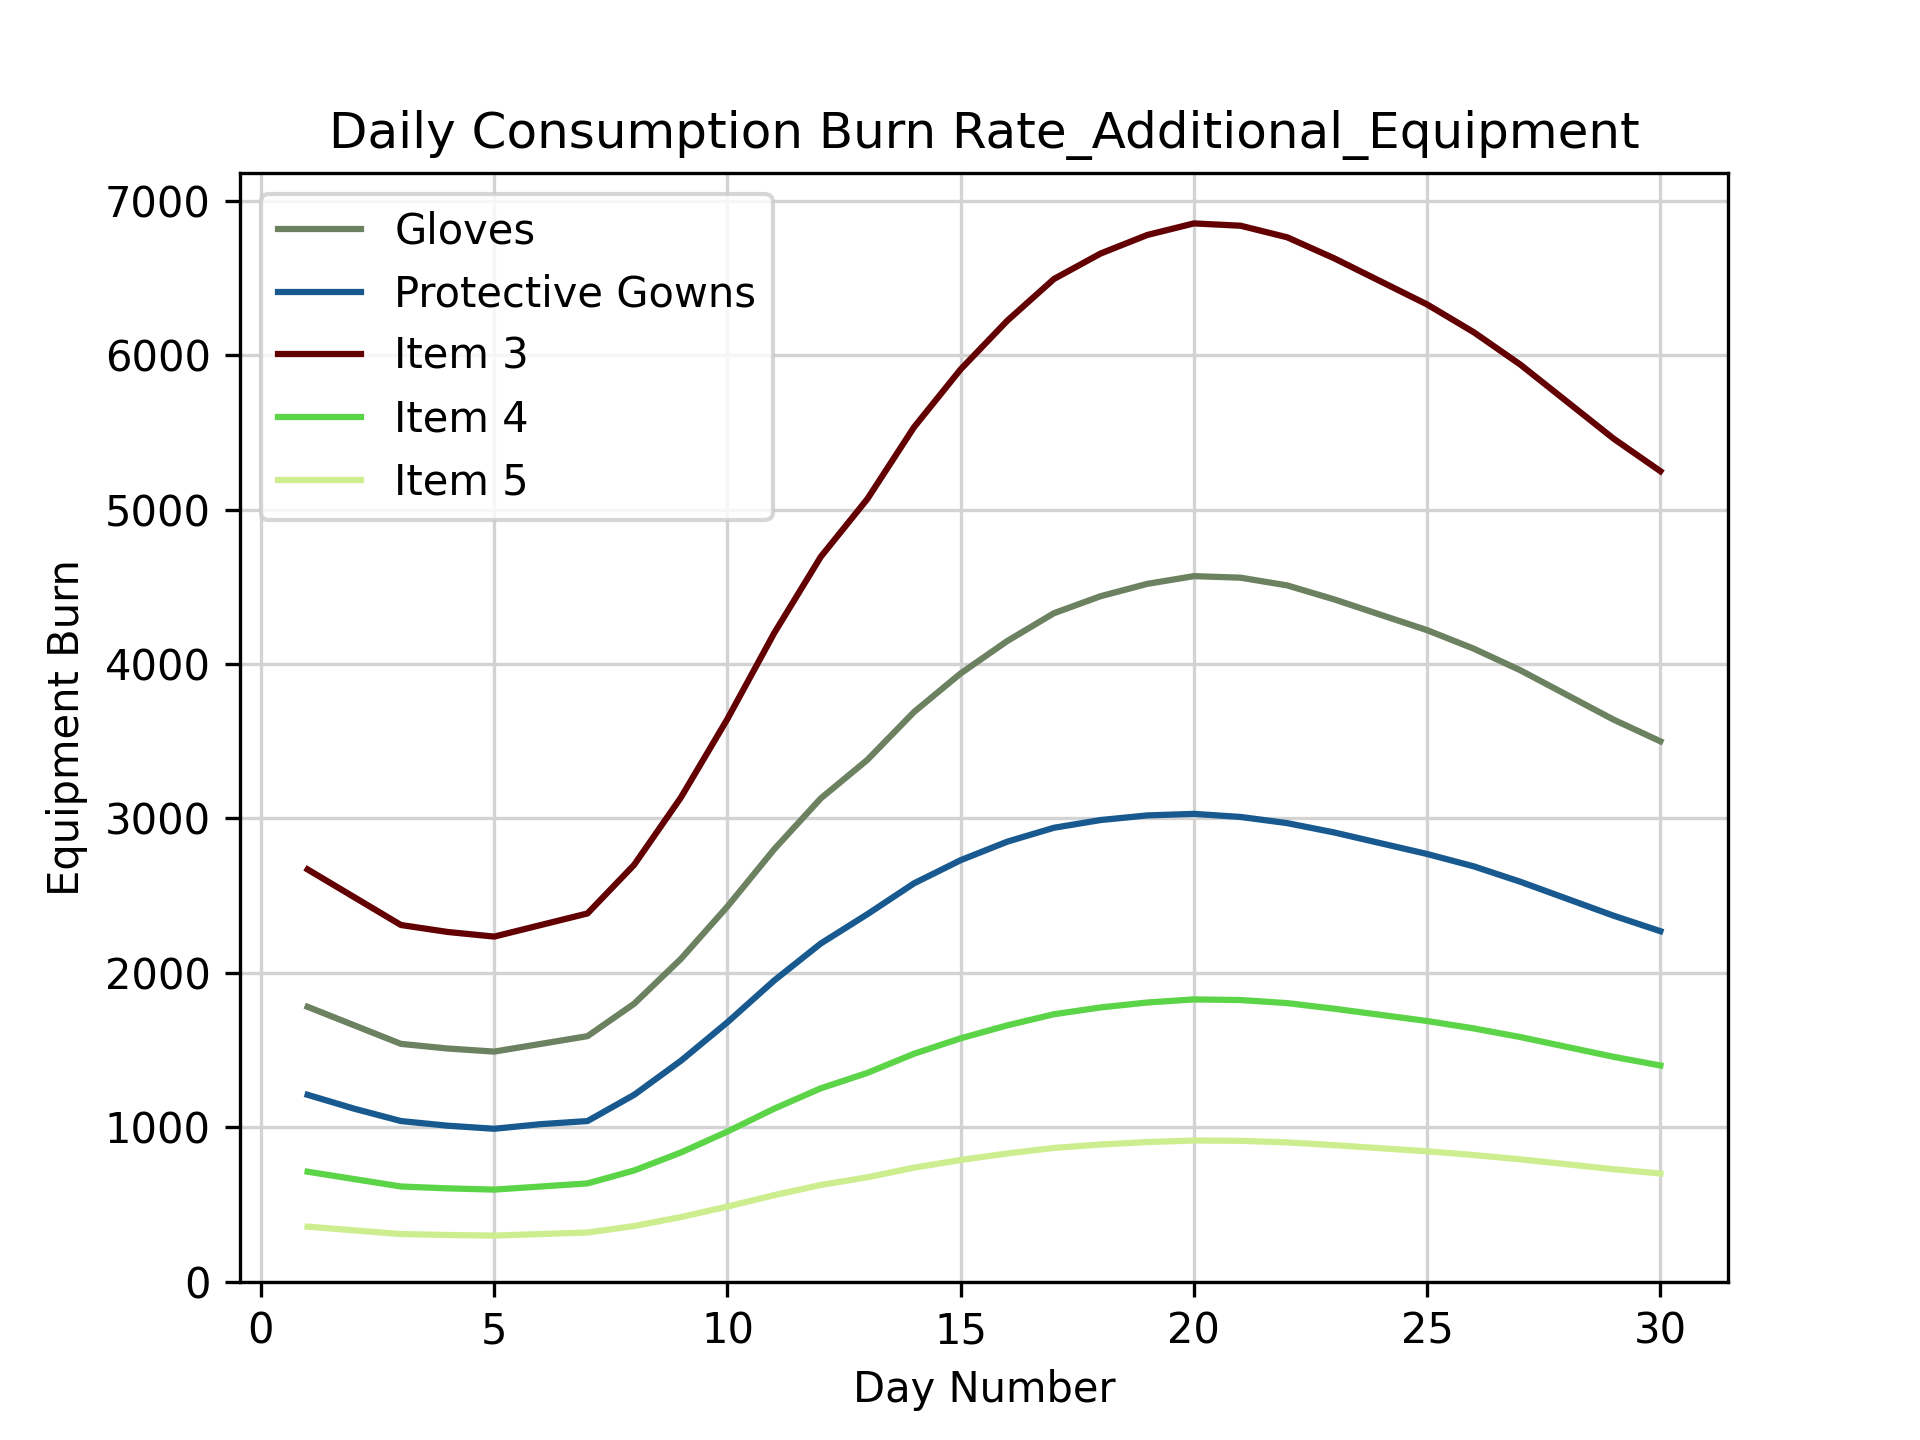 Daily Consumption Burn Rate_Additional_Equipment
7000
6000
5000
4000
3000
2000
1000
0
Equipment Burn
Gloves
Protective Gowns
Item 3
Item 4
Item 5
0 5 10 15 20 25 30
Day Number